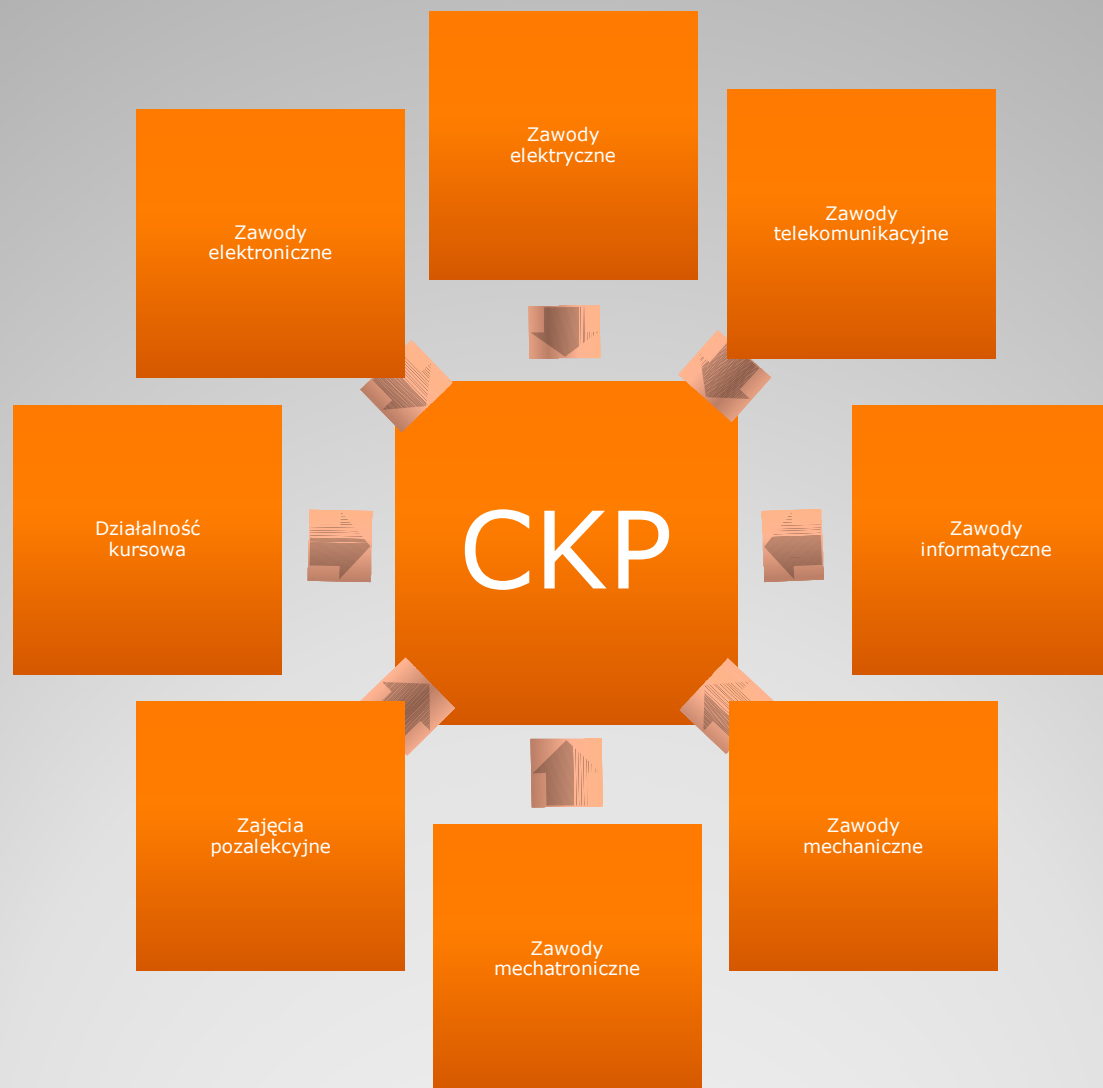 Zawody
elektryczne
Zawody
telekomunikacyjne
Zawody
elektroniczne
Działalność
kursowa
CKP
Zawody
informatyczne
Zajęcia
pozalekcyjne
Zawody
mechaniczne
Zawody
mechatroniczne